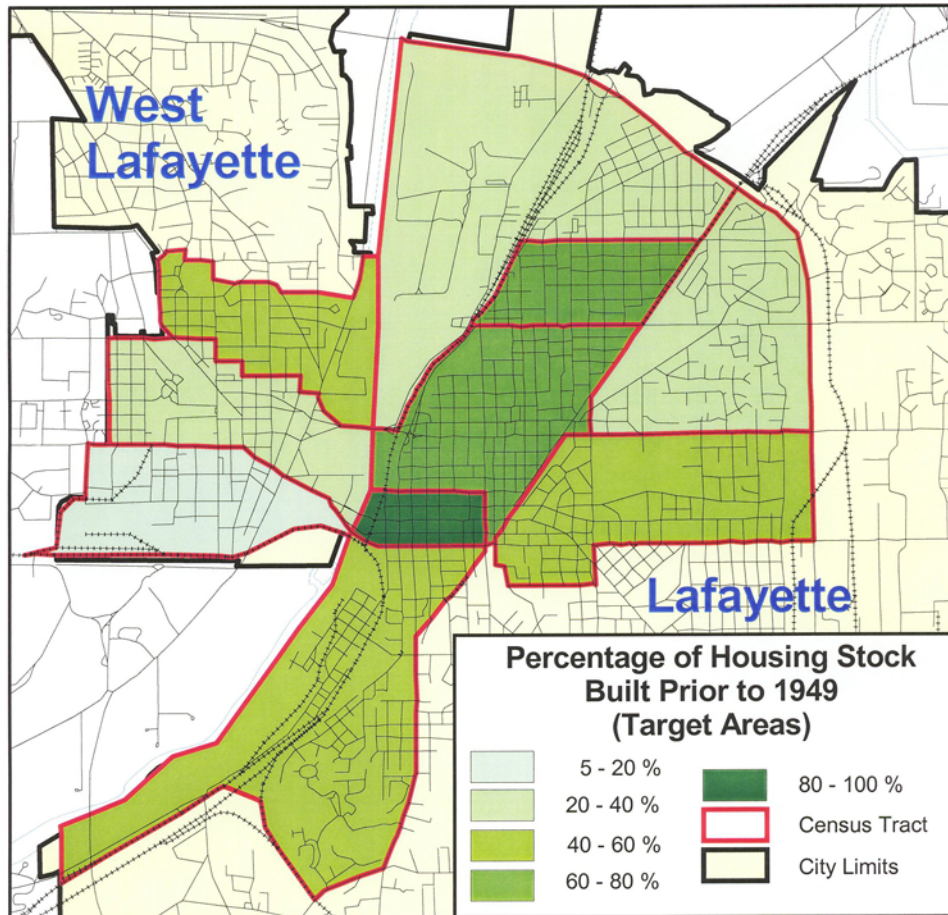 West
Lafayette
Lafayette
Percentage of Housing Stock
Built Prior to 1949
(Target Areas)
5 - 20 %
20 - 40 %
40 - 60 %
60 - 80 %
80 - 100 %
Census Tract
City Limits